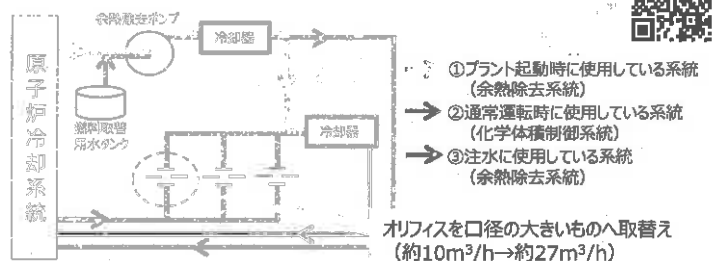 余熱除去ポンプ
冷却器
原子炉冷却系統
燃料取替
用水タンク
冷却器
①プラント起動時に使用している系統
(余熱除去系統)
②通常運転時に使用している系統
(化学体積制御系統)
③注水に使用している系統
(余熱除去系統)
オリフィスを口径の大きいものへ取替え
(約10m³/h→約27m³/h)